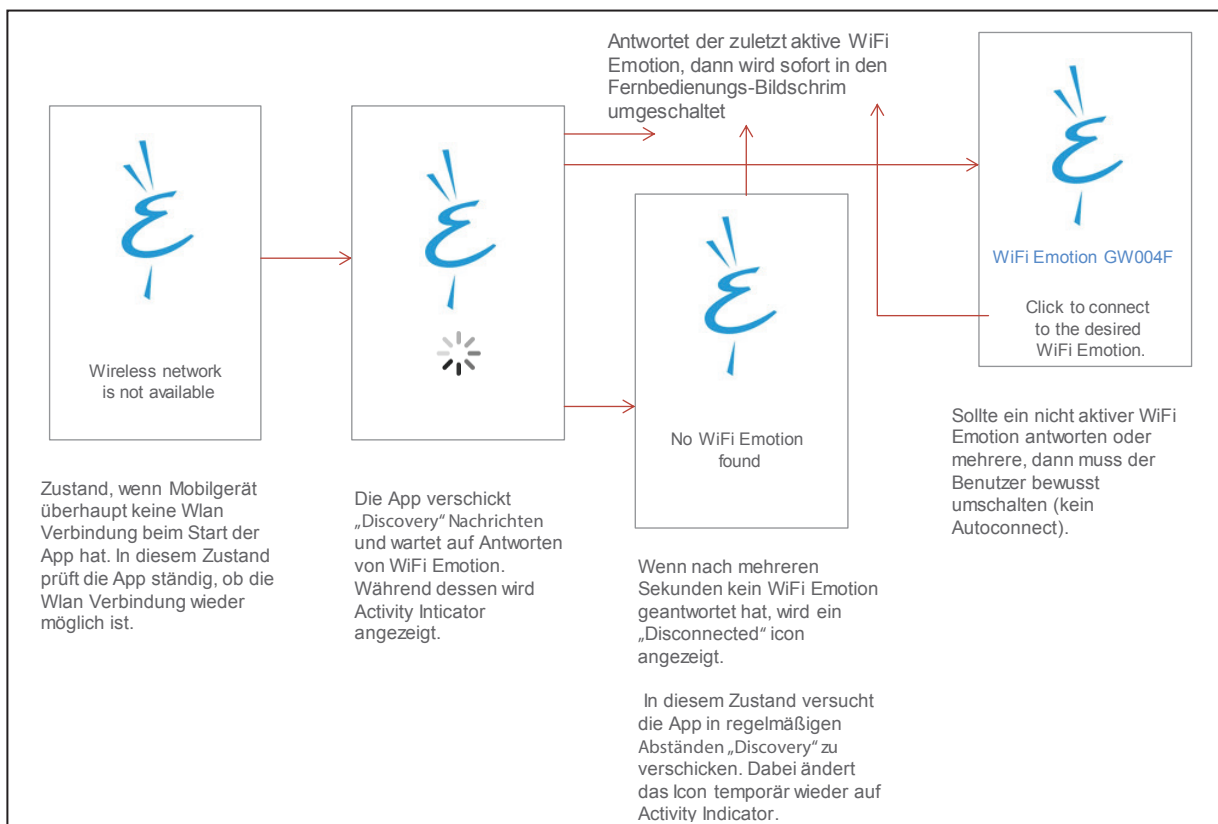 Antwortet der zuletzt aktive WiFi
Emotion, dann wird sofort in den
Fernbedienungs-Bildschrim
umgeschaltet
Wireless network
is not available
No WiFi Emotion
found
WiFi Emotion GW004F
Click to connect
to the desired
WiFi Emotion.
Zustand, wenn Mobilgerät
überhaupt keine Wlan
Verbindung beim Start der
App hat. In diesem Zustand
prüft die App ständig, ob die
Wlan Verbindung wieder
möglich ist.
Die App verschickt
„Discovery“ Nachrichten
und wartet auf Antworten
von WiFi Emotion.
Während dessen wird
Activity Inticator
angezeigt.
Wenn nach mehreren
Sekunden kein WiFi Emotion
geantwortet hat, wird ein
„Disconnected“ icon
angezeigt.
In diesem Zustand versucht
die App in regelmäßigen
Abständen „Discovery“ zu
verschicken. Dabei ändert
das Icon temporär wieder auf
Activity Indicator.
Sollte ein nicht aktiver WiFi
Emotion antworten oder
mehrere, dann muss der
Benutzer bewusst
umschalten (kein
Autoconnect).